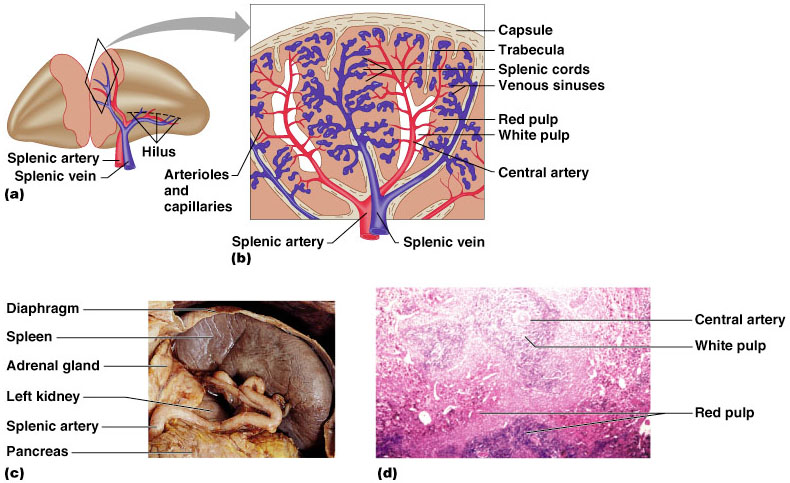 (a)
Splenic artery
Splenic vein
Hilus
(b)
Capsule
Trabecula
Splenic cords
Venous sinuses
Red pulp
White pulp
Central artery
Arterioles
and
capillaries
Splenic artery
Splenic vein
(c)
Diaphragm
Spleen
Adrenal gland
Left kidney
Splenic artery
Pancreas
(d)
Central artery
White pulp
Red pulp